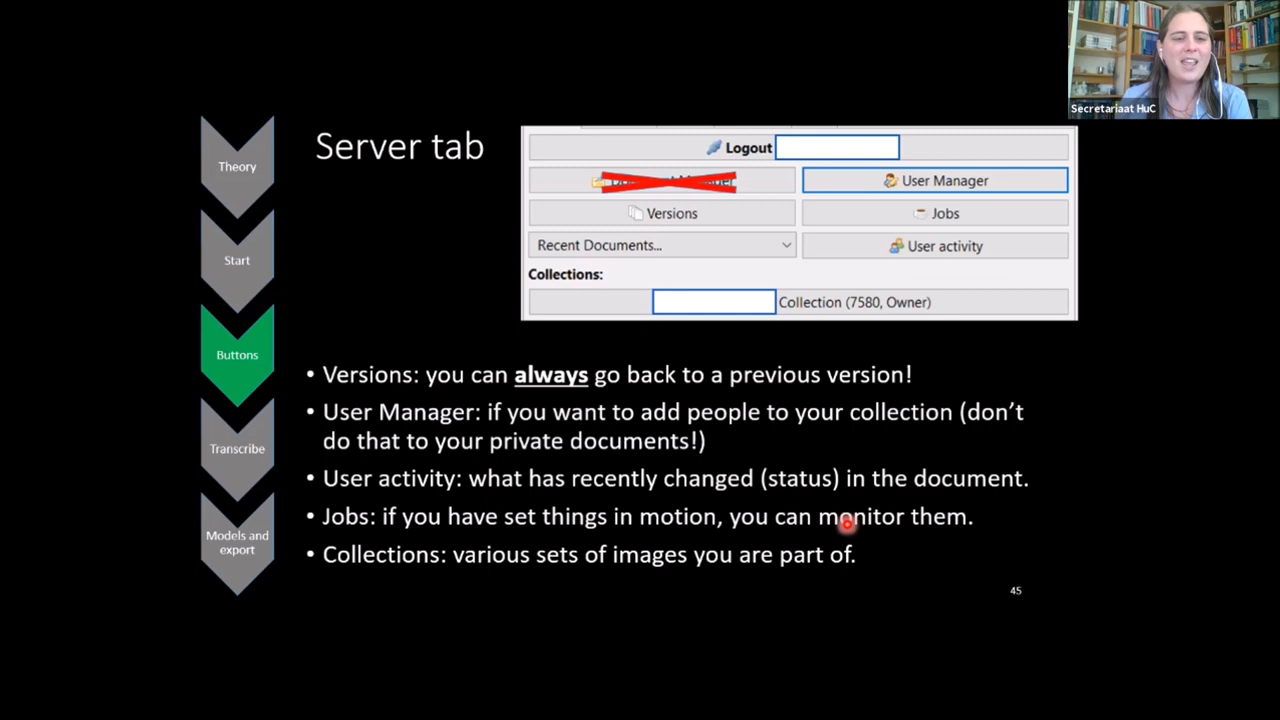 Secretariaat HuC
Server tab
Theory
Start
Buttons
Transcribe
Models and
export
Logout
User Manager
Versions
Jobs
Recent Documents...
User activity
Collections:
Collection (7580, Owner)
• Versions: you can always go back to a previous version!
• User Manager: if you want to add people to your collection (don’t
do that to your private documents!)
• User activity: what has recently changed (status) in the document.
• Jobs: if you have set things in motion, you can monitor them.
• Collections: various sets of images you are part of.
45